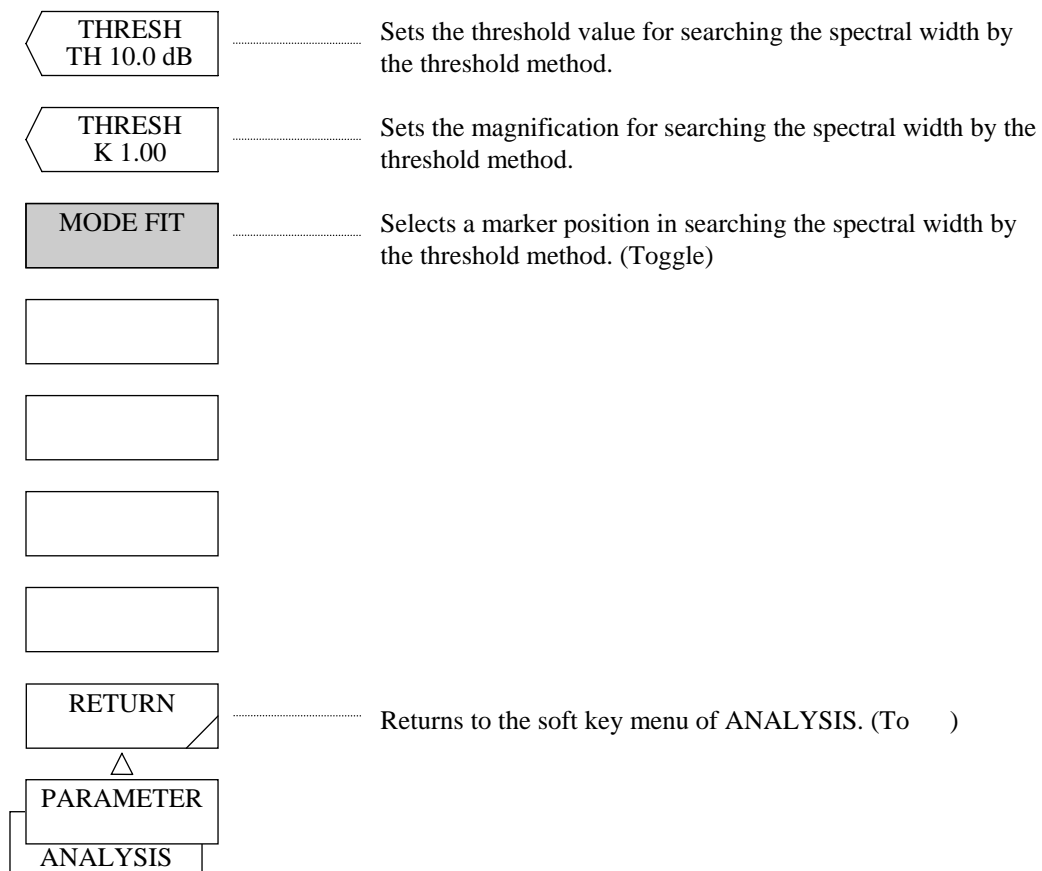 THRESH
TH 10.0 dB
Sets the threshold value for searching the spectral width by
the threshold method.
THRESH
K 1.00
Sets the magnification for searching the spectral width by the
threshold method.
MODE FIT
Selects a marker position in searching the spectral width by
the threshold method. (Toggle)
RETURN
Returns to the soft key menu of ANALYSIS. (To )
PARAMETER
ANALYSIS